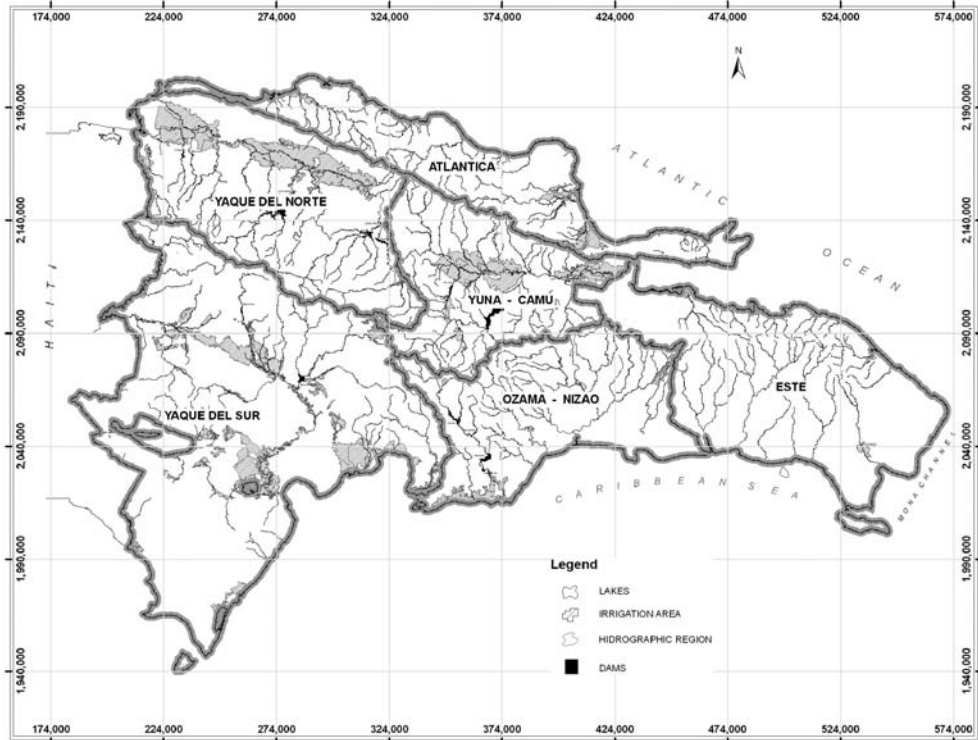 174,000 224,000 274,000 324,000 374,000 424,000 474,000 524,000 574,000
N
2,190,000 2,190,000
ATLANTICA
ATLANTIC
YAQUE DEL NORTE
2,140,000 2,140,000
OCEAN
HAITÍ
YUNA - CAMÚ
2,090,000 2,090,000
ESTE
OZAMA - NIZAO
YAQUE DEL SUR
2,040,000 2,040,000
MONA CHANNEL
CARIBBEAN SEA
1,990,000 1,990,000
Legend
LAKES
IRRIGATION AREA
HIDROGRAPHIC REGION
DAMS
1,940,000 1,940,000
174,000 224,000 274,000 324,000 374,000 424,000 474,000 524,000 574,000